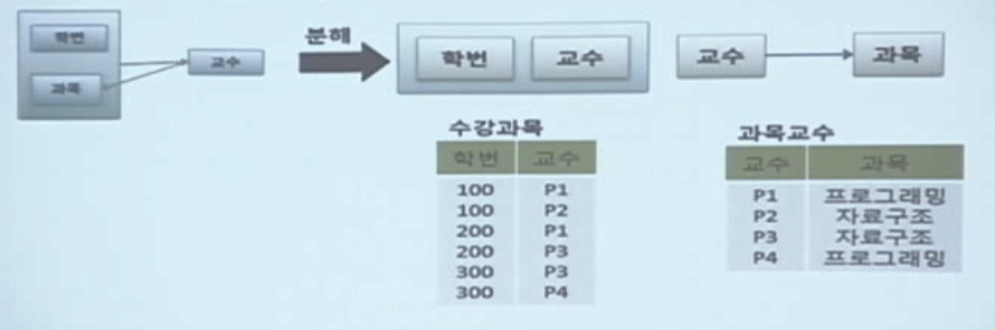 학번
과목
교수
분해
학번 교수
교수 과목
수강과목
학번 교수
100 P1
100 P2
200 P1
200 P3
300 P3
300 P4
과목교수
교수 과목
P1 프로그래밍
P2 자료구조
P3 자료구조
P4 프로그래밍